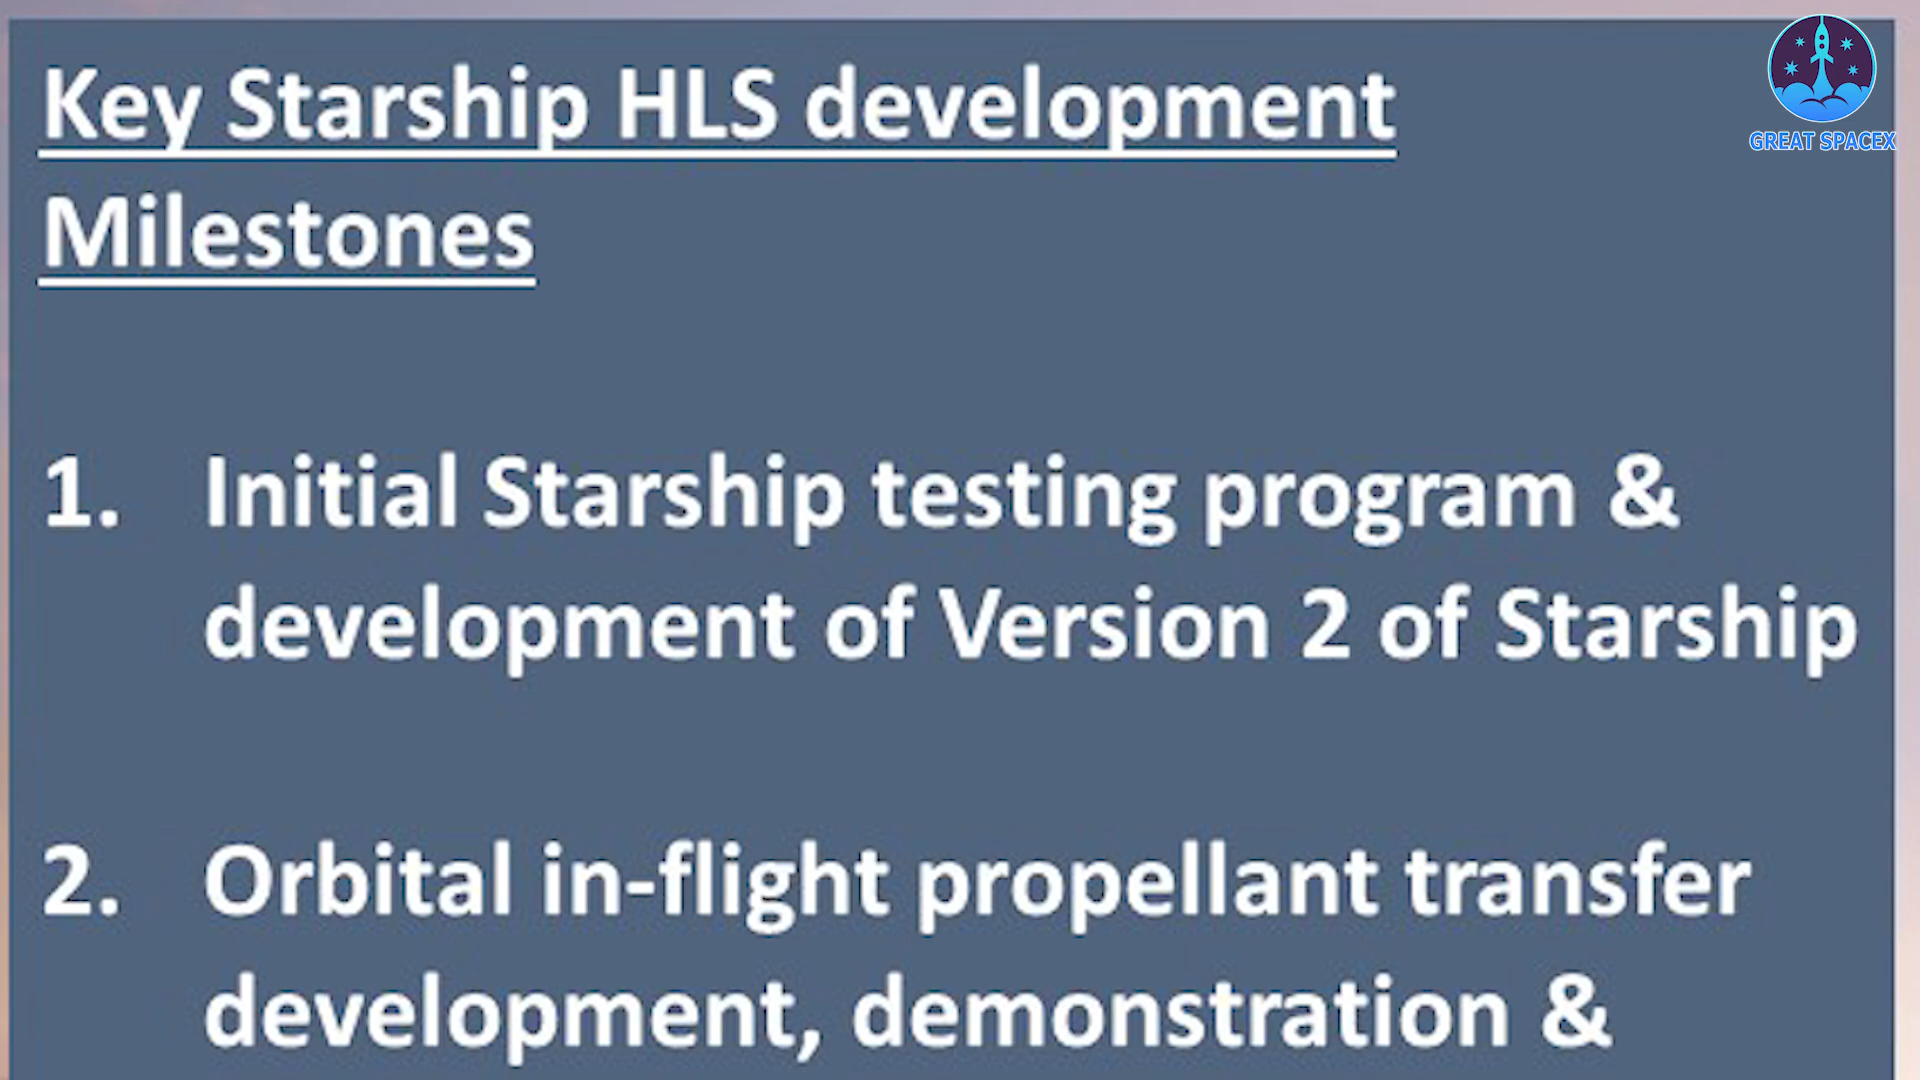 Key Starship HLS development
Milestones
1. Initial Starship testing program &
development of Version 2 of Starship
2. Orbital in-flight propellant transfer
development, demonstration &
GREAT SPACEX